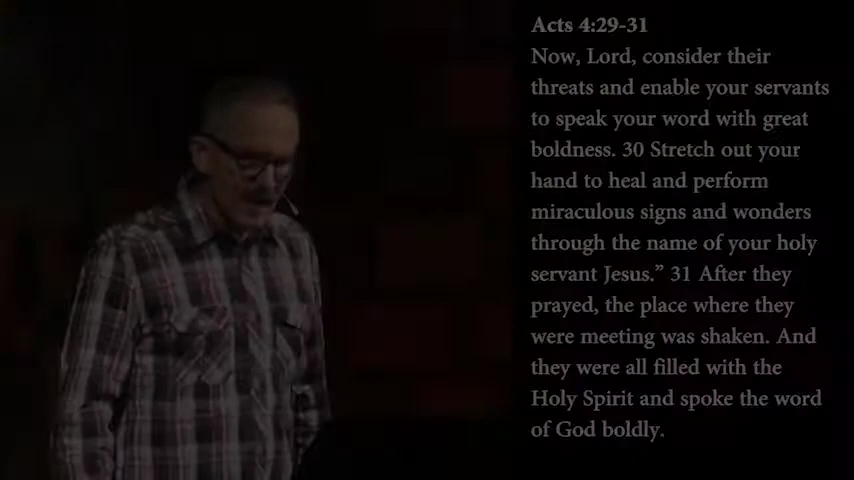 Acts 4:29-31
Now, Lord, consider their
threats and enable your servants
to speak your word with great
boldness. 30 Stretch out your
hand to heal and perform
miraculous signs and wonders
through the name of your holy
servant Jesus.” 31 After they
prayed, the place where they
were meeting was shaken. And
they were all filled with the
Holy Spirit and spoke the word
of God boldly.